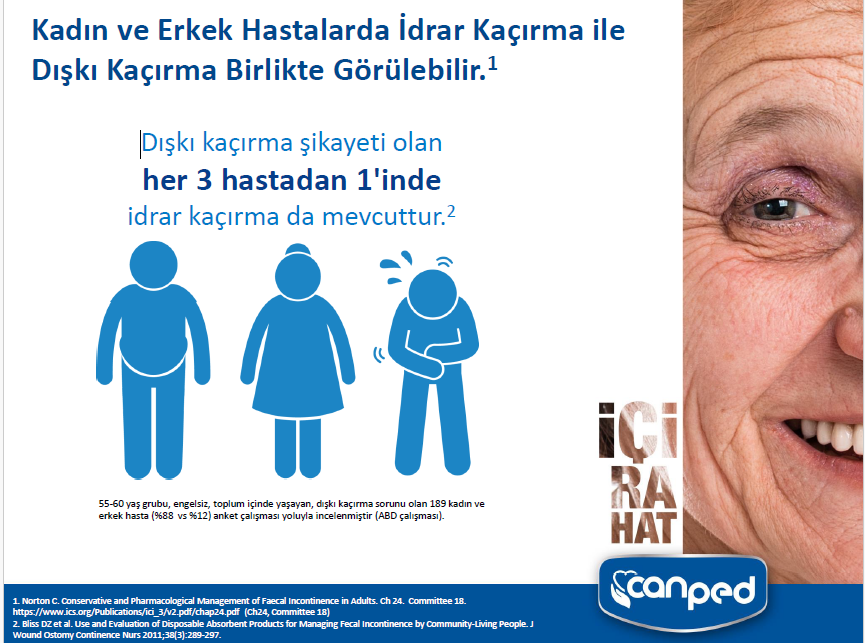 Kadın ve Erkek Hastalarda İdrar Kaçırma ile
Dışkı Kaçırma Birlikte Görülebilir.1
Dışkı kaçırma şikayeti olan
her 3 hastadan 1'inde
idrar kaçırma da mevcuttur.2
55-60 yaş grubu, engelsiz, toplum içinde yaşayan, dışkı kaçırma sorunu olan 189 kadın ve
erkek hasta (%88 vs %12) anket çalışması yoluyla incelenmiştir (ABD çalışması).
içi
RA
HAT
canped
1. Norton C. Conservative and Pharmacological Management of Faecal Incontinence in Adults. Ch 24. Committee 18.
https://www.ics.org/Publications/ici_3/v2.pdf/chap24.pdf (Ch24, Committee 18)
2. Bliss DZ et al. Use and Evaluation of Disposable Absorbent Products for Managing Fecal Incontinence by Community-Living People. J
Wound Ostomy Continence Nurs 2011;38(3):289-297.